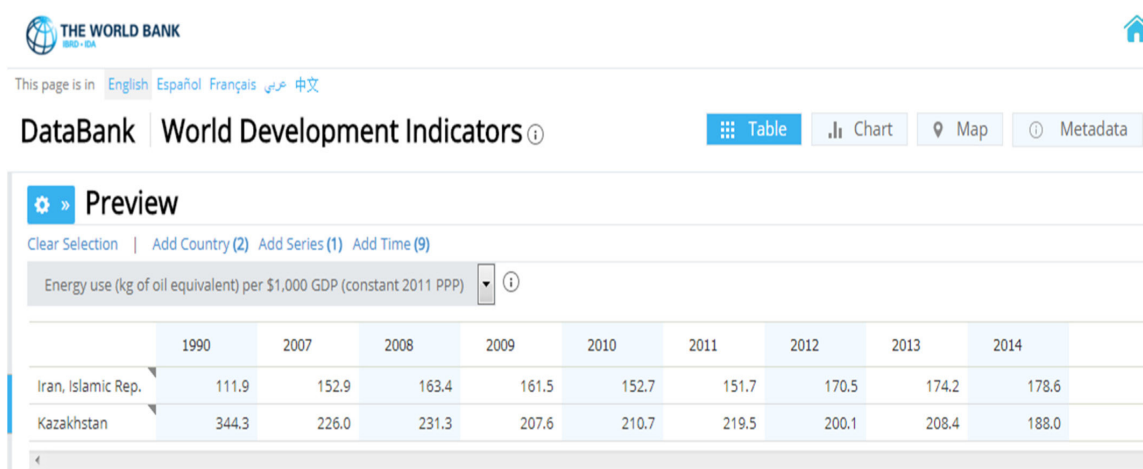 THE WORLD BANK
IBRD • IDA
This page is in English Español Français عربي 中文
DataBank World Development Indicators
Table Chart Map Metadata
Preview
Clear Selection | Add Country (2) Add Series (1) Add Time (9)
Energy use (kg of oil equivalent) per $1,000 GDP (constant 2011 PPP)
1990 2007 2008 2009 2010 2011 2012 2013 2014
Iran, Islamic Rep. 111.9 152.9 163.4 161.5 152.7 151.7 170.5 174.2 178.6
Kazakhstan 344.3 226.0 231.3 207.6 210.7 219.5 200.1 208.4 188.0